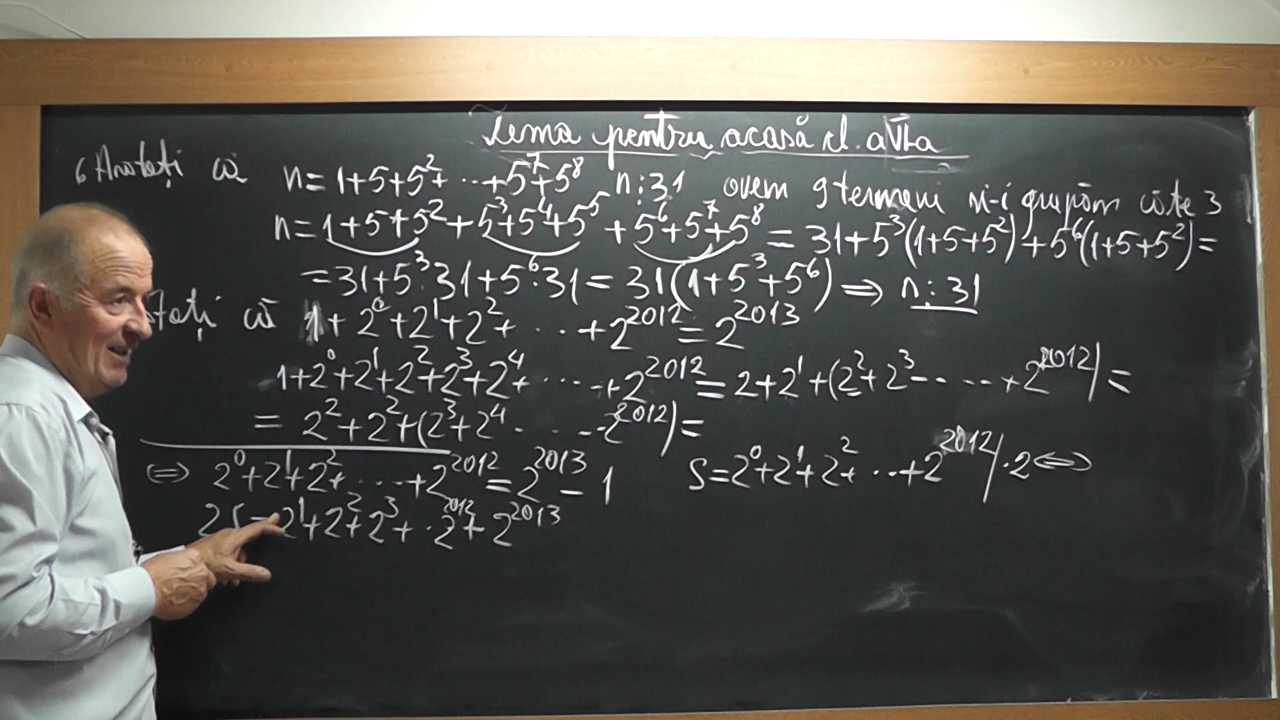 Tema pentru acasă cl. a VI-a
6 Arătați că n=1+5+5²+···+5⁷+5⁸ n⋮31 avem 9 termeni și-i grupăm câte 3
n=1+5+5²+5³+5⁴+5⁵+5⁶+5⁷+5⁸=31+5³(1+5+5²)+5⁶(1+5+5²)=
=31+5³·31+5⁶·31=31(1+5³+5⁶)⇒n⋮31
tați că 1+2⁰+2¹+2²+···+2²⁰¹²=2²⁰¹³
1+2⁰+2¹+2²+2³+2⁴+·····+2²⁰¹²=2+2¹+(2²+2³-····+2²⁰¹²)=
=2²+2²+(2³+2⁴····2²⁰¹²)=
⇔ 2⁰+2¹+2²+····+2²⁰¹²=2²⁰¹³-1 S=2⁰+2¹+2²+···+2²⁰¹²/·2⇔
2S=2¹+2²+2³+·2²⁰¹²+2²⁰¹³